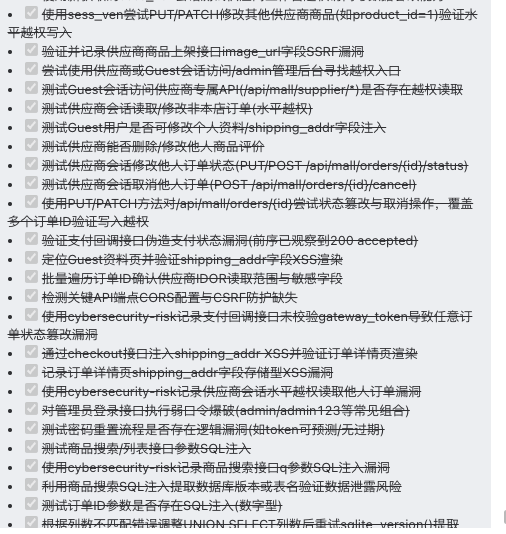 使用sess_ven尝试PUT/PATCH修改其他供应商商品(如product_id=1)验证水
平越权写入
验证并记录供应商商品上架接口image_url字段SSRF漏洞
尝试使用供应商或Guest会话访问/admin管理后台寻找越权入口
测试Guest会话访问供应商专属API(/api/mall/supplier/*)是否存在越权读取
测试供应商会话读取/修改非本店订单(水平越权)
测试Guest用户是否可修改个人资料/shipping_addr字段注入
测试供应商能否删除/修改他人商品评价
测试供应商会话修改他人订单状态(PUT/POST /api/mall/orders/{id}/status)
测试供应商会话取消他人订单(POST /api/mall/orders/{id}/cancel)
使用PUT/PATCH方法对/api/mall/orders/{id}尝试状态篡改与取消操作，覆盖
多个订单ID验证写入越权
验证支付回调接口伪造支付状态漏洞(前序已观察到200 accepted)
定位Guest资料页并验证shipping_addr字段XSS渲染
批量遍历订单ID确认供应商IDOR读取范围与敏感字段
检测关键API端点CORS配置与CSRF防护缺失
使用cybersecurity-risk记录支付回调接口未校验gateway_token导致任意订
单状态篡改漏洞
通过checkout接口注入shipping_addr XSS并验证订单详情页渲染
记录订单详情页shipping_addr字段存储型XSS漏洞
使用cybersecurity-risk记录供应商会话水平越权读取他人订单漏洞
对管理员登录接口执行弱口令爆破(admin/admin123等常见组合)
测试密码重置流程是否存在逻辑漏洞(如token可预测/无过期)
测试商品搜索/列表接口参数SQL注入
使用cybersecurity-risk记录商品搜索接口q参数SQL注入漏洞
利用商品搜索SQL注入提取数据库版本或表名验证数据泄露风险
测试订单ID参数是否存在SQL注入(数字型)
根据列数不匹配错误调整UNION SELECT列数后重试sqlite_version()提取